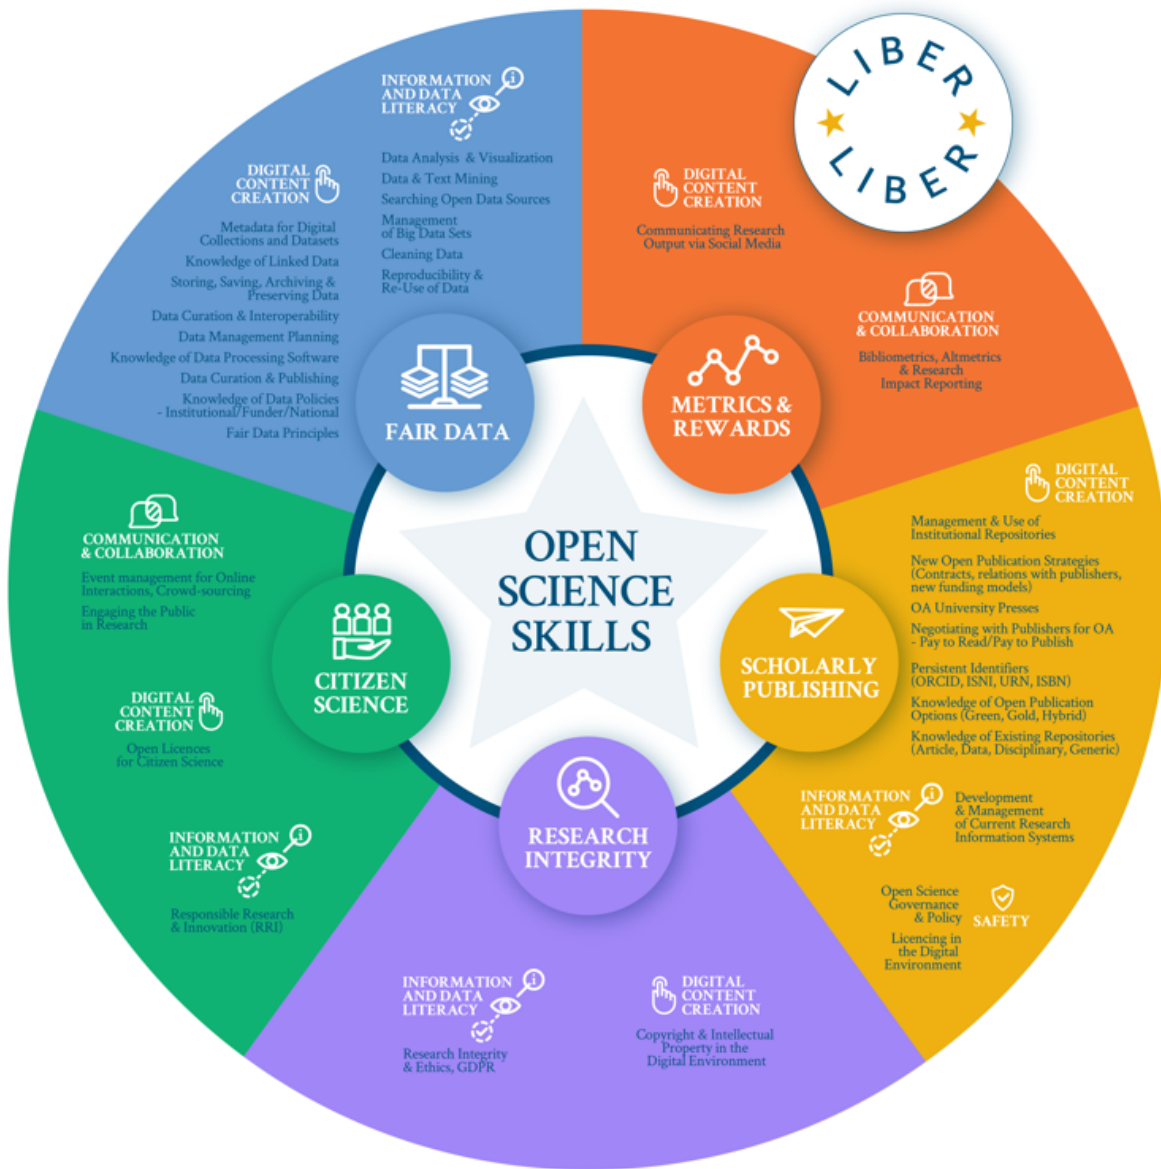 LIBER
LIBER
INFORMATION
AND DATA
LITERACY
Data Analysis & Visualization
Data & Text Mining
Searching Open Data Sources
Management
of Big Data Sets
Cleaning Data
Reproducibility &
Re-Use of Data
DIGITAL
CONTENT
CREATION
Metadata for Digital
Collections and Datasets
Knowledge of Linked Data
Storing, Saving, Archiving &
Preserving Data
Data Curation & Interoperability
Data Management Planning
Knowledge of Data Processing Software
Data Curation & Publishing
Knowledge of Data Policies
- Institutional/Funder/National
Fair Data Principles
FAIR DATA
DIGITAL
CONTENT
CREATION
Communicating Research
Output via Social Media
COMMUNICATION
& COLLABORATION
Bibliometrics, Altmetrics
& Research
Impact Reporting
METRICS &
REWARDS
OPEN
SCIENCE
SKILLS
DIGITAL
CONTENT
CREATION
Management & Use of
Institutional Repositories
New Open Publication Strategies
(Contracts, relations with publishers,
new funding models)
OA University Presses
Negotiating with Publishers for OA
- Pay to Read/Pay to Publish
Persistent Identifiers
(ORCID, ISNI, URN, ISBN)
Knowledge of Open Publication
Options (Green, Gold, Hybrid)
Knowledge of Existing Repositories
(Article, Data, Disciplinary, Generic)
SCHOLARLY
PUBLISHING
INFORMATION
AND DATA
LITERACY
Development
& Management
of Current Research
Information Systems
Open Science
Governance
& Policy
Licencing in
the Digital
Environment
SAFETY
COMMUNICATION
& COLLABORATION
Event management for Online
Interactions, Crowd-sourcing
Engaging the Public
in Research
CITIZEN
SCIENCE
DIGITAL
CONTENT
CREATION
Open Licences
for Citizen Science
INFORMATION
AND DATA
LITERACY
Responsible Research
& Innovation (RRI)
RESEARCH
INTEGRITY
INFORMATION
AND DATA
LITERACY
Research Integrity
& Ethics, GDPR
DIGITAL
CONTENT
CREATION
Copyright & Intellectual
Property in the
Digital Environment